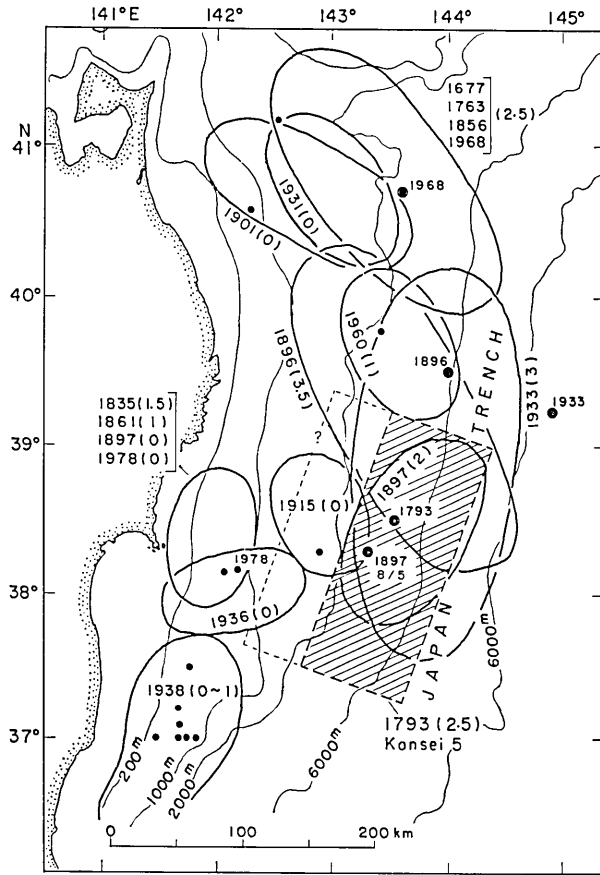 141°E 142° 143° 144° 145°
N
41°
40°
39°
38°
37°
1677
1763
1856
1968
(2.5)
1968
1931(0)
1901(0)
1896(3.5)
1960(1)
1896
TRENCH
1933(3)
1933
1835(1.5)
1861(1)
1897(0)
1978(0)
?
1897(2)
1915(0)
1793
1897
8/5
1978
1936(0)
JAPAN
6000m
1938(0~1)
1793(2.5)
Konsei 5
200m
1000m
2000m
6000m
0 100 200 km